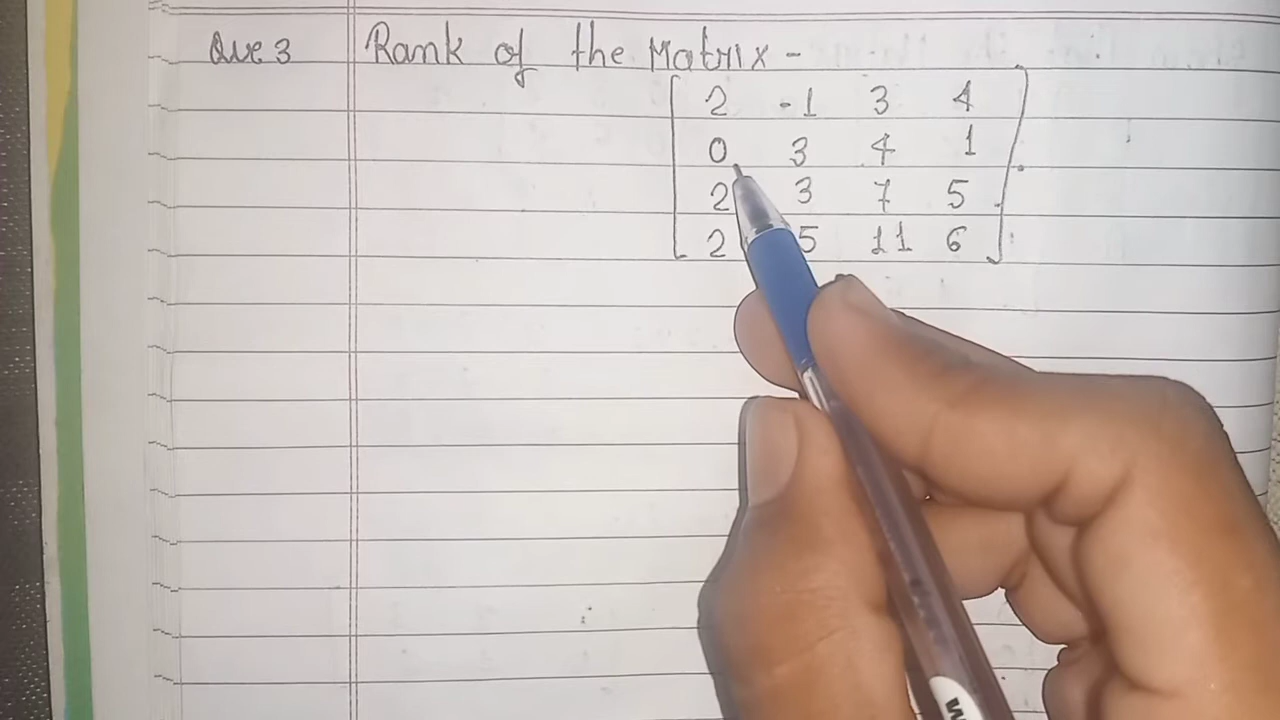 Que 3 Rank of the Matrix -
2 -1 3 4
0 3 4 1
2 3 7 5
2 5 11 6